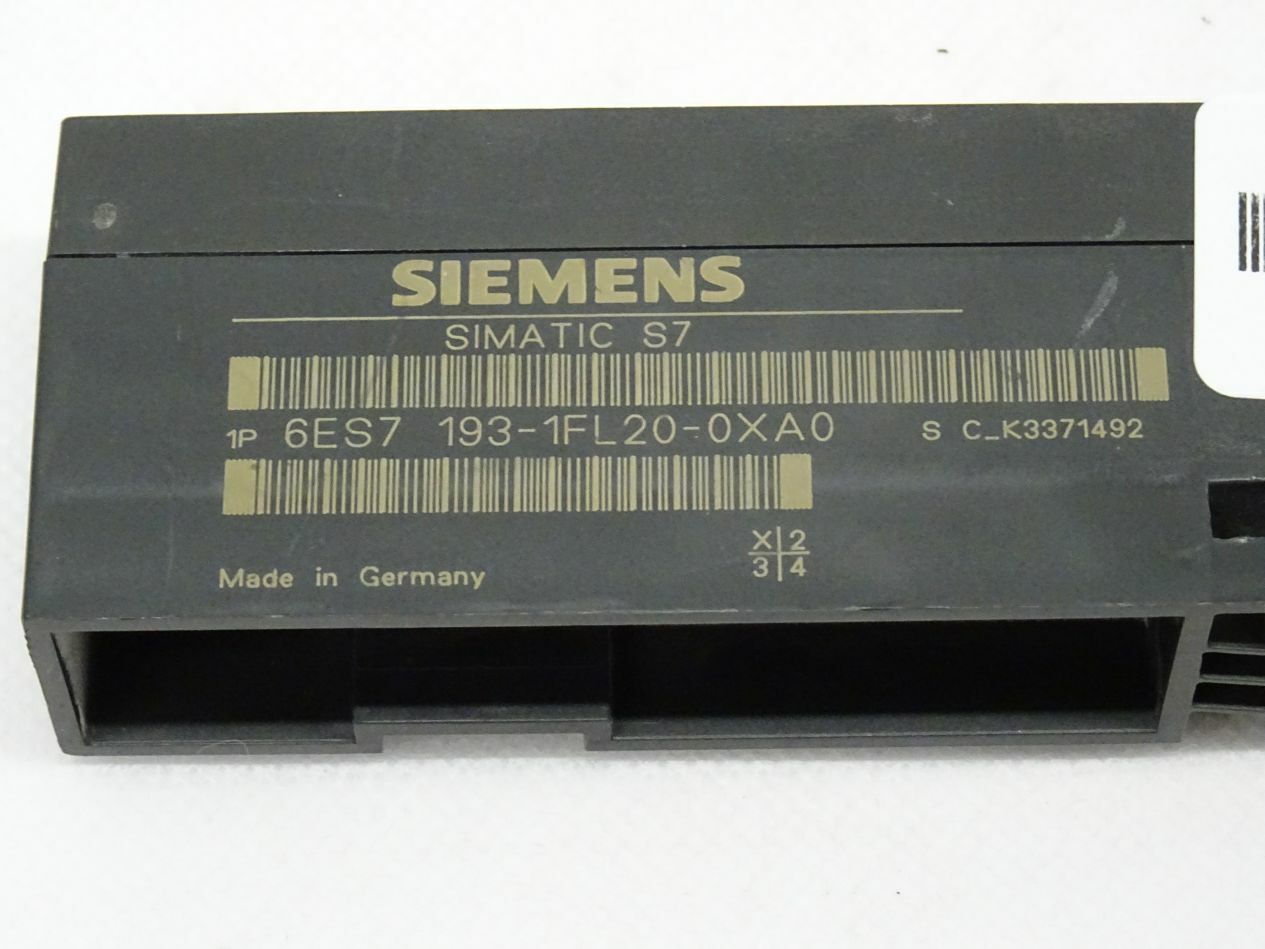 SIEMENS
SIMATIC S7
1P 6ES7 193-1FL20-0XA0 S C_K3371492
X 2
3 4
Made in Germany